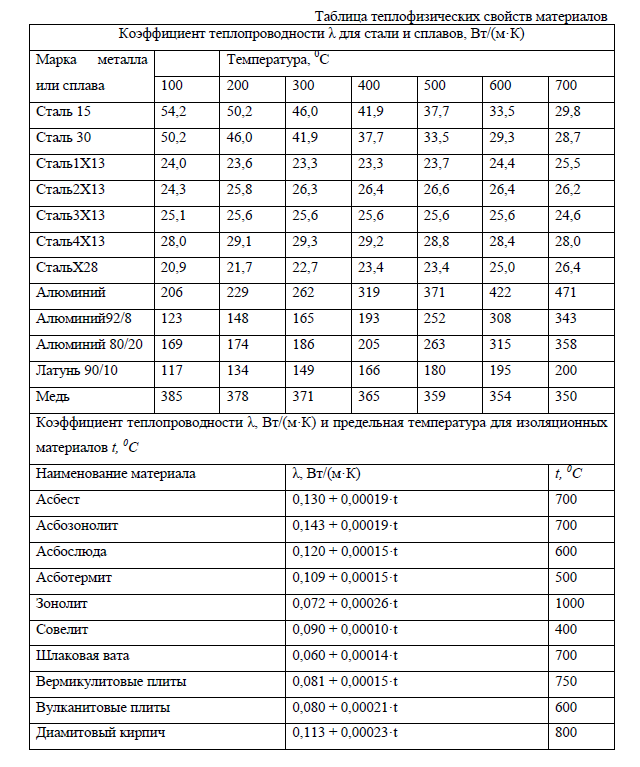 Таблица теплофизических свойств материалов
Коэффициент теплопроводности λ для стали и сплавов, Вт/(м·К)
Марка металла или сплава Температура, ⁰С
100 200 300 400 500 600 700
Сталь 15 54,2 50,2 46,0 41,9 37,7 33,5 29,8
Сталь 30 50,2 46,0 41,9 37,7 33,5 29,3 28,7
Сталь1Х13 24,0 23,6 23,3 23,3 23,7 24,4 25,5
Сталь2Х13 24,3 25,8 26,3 26,4 26,6 26,4 26,2
Сталь3Х13 25,1 25,6 25,6 25,6 25,6 25,6 24,6
Сталь4Х13 28,0 29,1 29,3 29,2 28,8 28,4 28,0
СтальХ28 20,9 21,7 22,7 23,4 23,4 25,0 26,4
Алюминий 206 229 262 319 371 422 471
Алюминий92/8 123 148 165 193 252 308 343
Алюминий 80/20 169 174 186 205 263 315 358
Латунь 90/10 117 134 149 166 180 195 200
Медь 385 378 371 365 359 354 350
Коэффициент теплопроводности λ, Вт/(м·К) и предельная температура для изоляционных
материалов t, ⁰С
Наименование материала λ, Вт/(м·К) t, ⁰С
Асбест 0,130 + 0,00019·t 700
Асбозонолит 0,143 + 0,00019·t 700
Асбослюда 0,120 + 0,00015·t 600
Асботермит 0,109 + 0,00015·t 500
Зонолит 0,072 + 0,00026·t 1000
Совелит 0,090 + 0,00010·t 400
Шлаковая вата 0,060 + 0,00014·t 700
Вермикулитовые плиты 0,081 + 0,00015·t 750
Вулканитовые плиты 0,080 + 0,00021·t 600
Диамитовый кирпич 0,113 + 0,00023·t 800